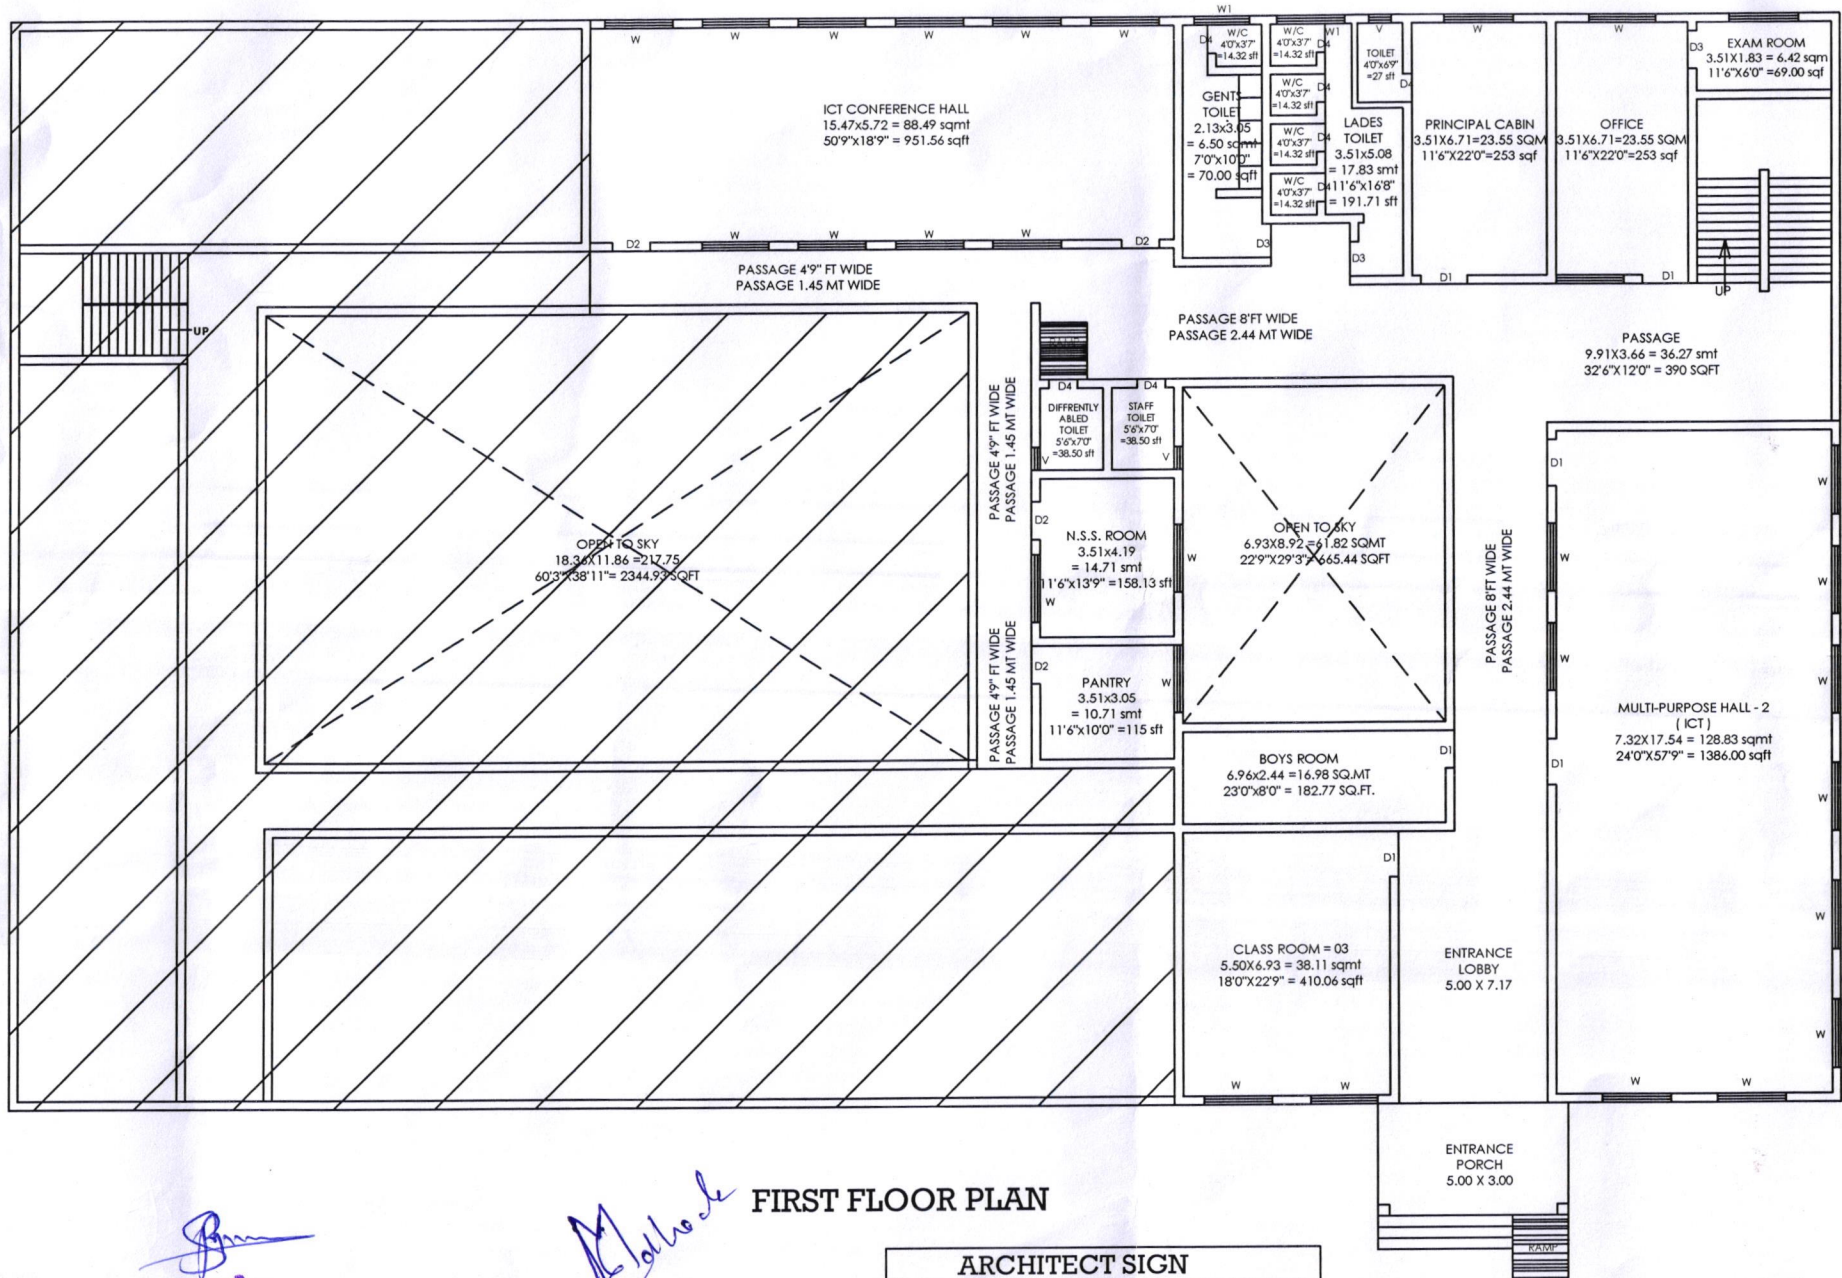 W1
W
W
W
W
W
W
ICT CONFERENCE HALL
15.47x5.72 = 88.49 sqmt
50'9"x18'9" = 951.56 sqft
D4
W/C
4'0"x3'7"
=14.32 sft
W/C
4'0"x3'7"
=14.32 sft
D4
W1
W/C
4'0"x3'7"
=14.32 sft
D4
W/C
4'0"x3'7"
=14.32 sft
D4
W/C
4'0"x3'7"
=14.32 sft
D4
GENTS
TOILET
2.13x3.05
= 6.50 sqmt
7'0"x10'0"
= 70.00 sqft
D3
V
TOILET
4'0"x6'9"
=27 sft
D4
LADES
TOILET
3.51x5.08
= 17.83 smt
11'6"x16'8"
= 191.71 sft
D3
W
PRINCIPAL CABIN
3.51X6.71=23.55 SQM
11'6"X22'0"=253 sqf
D1
W
OFFICE
3.51X6.71=23.55 SQM
11'6"X22'0"=253 sqf
D1
D3
EXAM ROOM
3.51X1.83 = 6.42 sqm
11'6"X6'0" =69.00 sqf
UP
D2
W
W
W
W
D2
PASSAGE 4'9" FT WIDE
PASSAGE 1.45 MT WIDE
UP
PASSAGE 8'FT WIDE
PASSAGE 2.44 MT WIDE
PASSAGE
9.91X3.66 = 36.27 smt
32'6"X12'0" = 390 SQFT
PASSAGE 4'9" FT WIDE
PASSAGE 1.45 MT WIDE
D4
DIFFRENTLY
ABLED
TOILET
5'6"x7'0"
=38.50 sft
V
D4
STAFF
TOILET
5'6"x7'0"
=38.50 sft
V
OPEN TO SKY
18.36X11.86 =217.75
60'3"X38'11"= 2344.93 SQFT
D2
N.S.S. ROOM
3.51x4.19
= 14.71 smt
11'6"x13'9" =158.13 sft
W
W
OPEN TO SKY
6.93X8.92 =61.82 SQMT
22'9"X29'3"= 665.44 SQFT
PASSAGE 8'FT WIDE
PASSAGE 2.44 MT WIDE
PASSAGE 4'9" FT WIDE
PASSAGE 1.45 MT WIDE
D2
PANTRY
3.51x3.05
= 10.71 smt
11'6"x10'0" =115 sft
W
BOYS ROOM
6.96x2.44 =16.98 SQ.MT
23'0"x8'0" = 182.77 SQ.FT.
D1
D1
W
W
D1
MULTI-PURPOSE HALL - 2
( ICT )
7.32X17.54 = 128.83 sqmt
24'0"X57'9" = 1386.00 sqft
W
W
W
W
W
W
W
W
D1
CLASS ROOM = 03
5.50X6.93 = 38.11 sqmt
18'0"X22'9" = 410.06 sqft
W
W
ENTRANCE
LOBBY
5.00 X 7.17
ENTRANCE
PORCH
5.00 X 3.00
RAMP
FIRST FLOOR PLAN
ARCHITECT SIGN